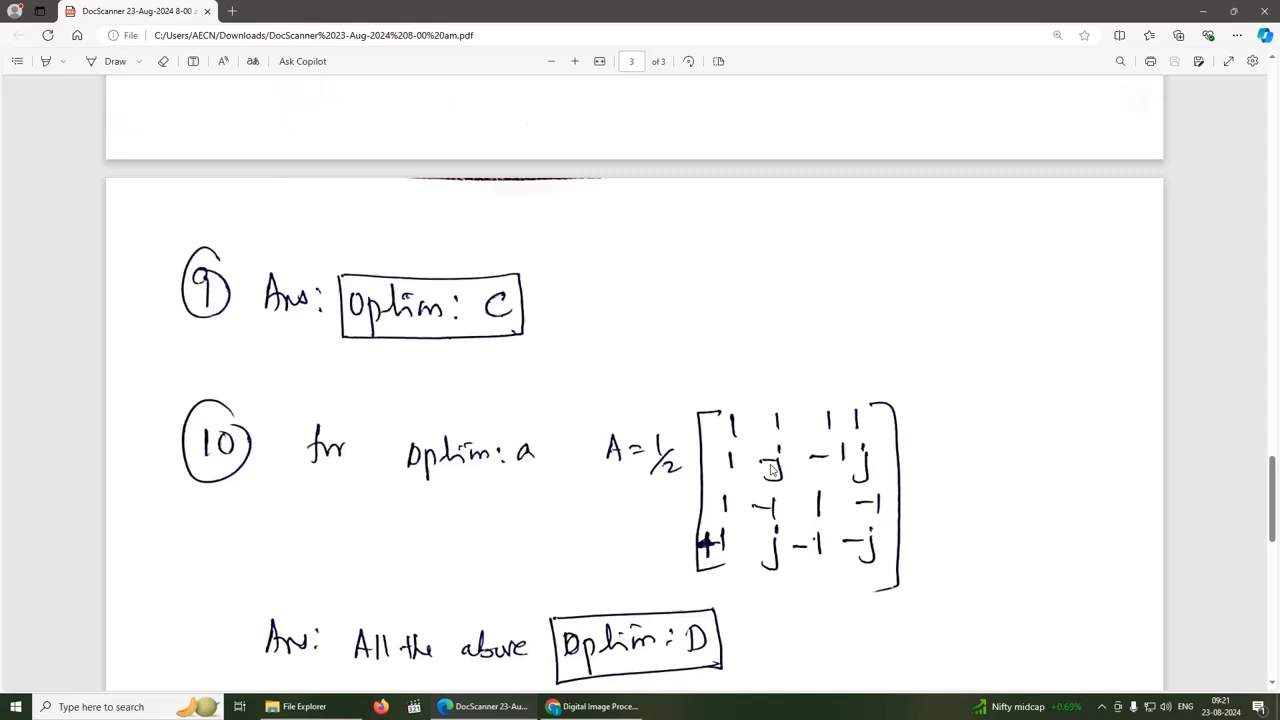 DocScanner 23-Aug-2024 8-00 a
File C:/Users/AECN/Downloads/DocScanner%2023-Aug-2024%208-00%20am.pdf
Draw Ask Copilot 3 of 3
9 Ans: Option: C
10 for option: a A = 1/2
1 1 1 1
1 -j -1 j
1 -1 1 -1
+1 j -1 -j
Ans: All the above Option: D
Type here to search File Explorer DocScanner 23-Au... Digital Image Proce... Nifty midcap +0.69% ENG 09:21
23-08-2024